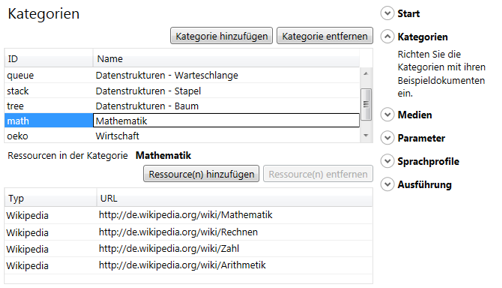 Kategorien
Kategorie hinzufügen Kategorie entfernen
ID Name
queue Datenstrukturen - Warteschlange
stack Datenstrukturen - Stapel
tree Datenstrukturen - Baum
math Mathematik
oeko Wirtschaft
Ressourcen in der Kategorie Mathematik
Ressource(n) hinzufügen Ressource(n) entfernen
Typ URL
Wikipedia http://de.wikipedia.org/wiki/Mathematik
Wikipedia http://de.wikipedia.org/wiki/Rechnen
Wikipedia http://de.wikipedia.org/wiki/Zahl
Wikipedia http://de.wikipedia.org/wiki/Arithmetik
Start
Kategorien
Richten Sie die
Kategorien mit ihren
Beispieldokumenten
ein.
Medien
Parameter
Sprachprofile
Ausführung